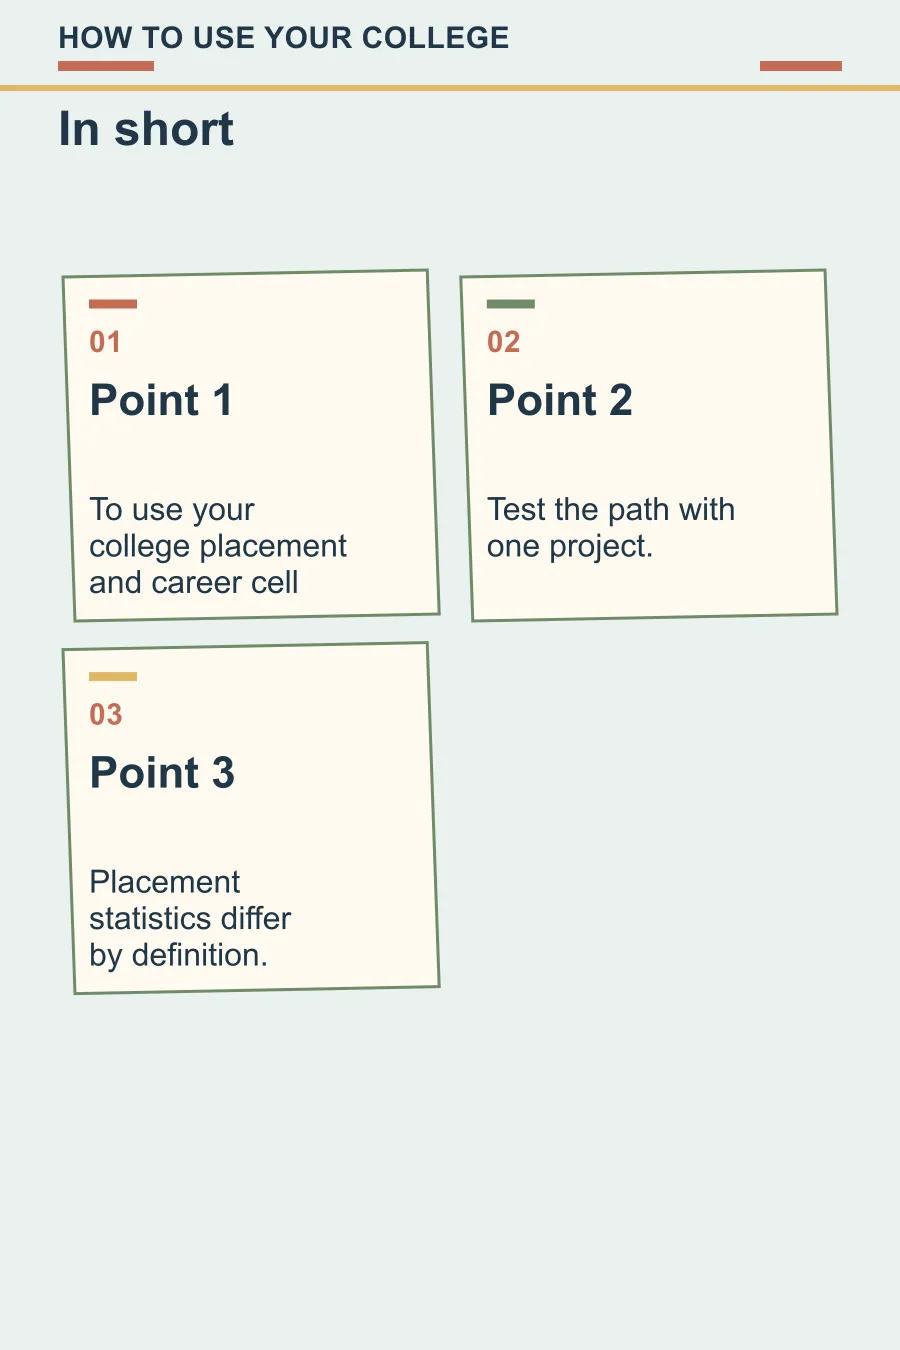 HOW TO USE YOUR COLLEGE
In short
01
Point 1
To use your
college placement
and career cell
02
Point 2
Test the path with
one project.
03
Point 3
Placement
statistics differ
by definition.